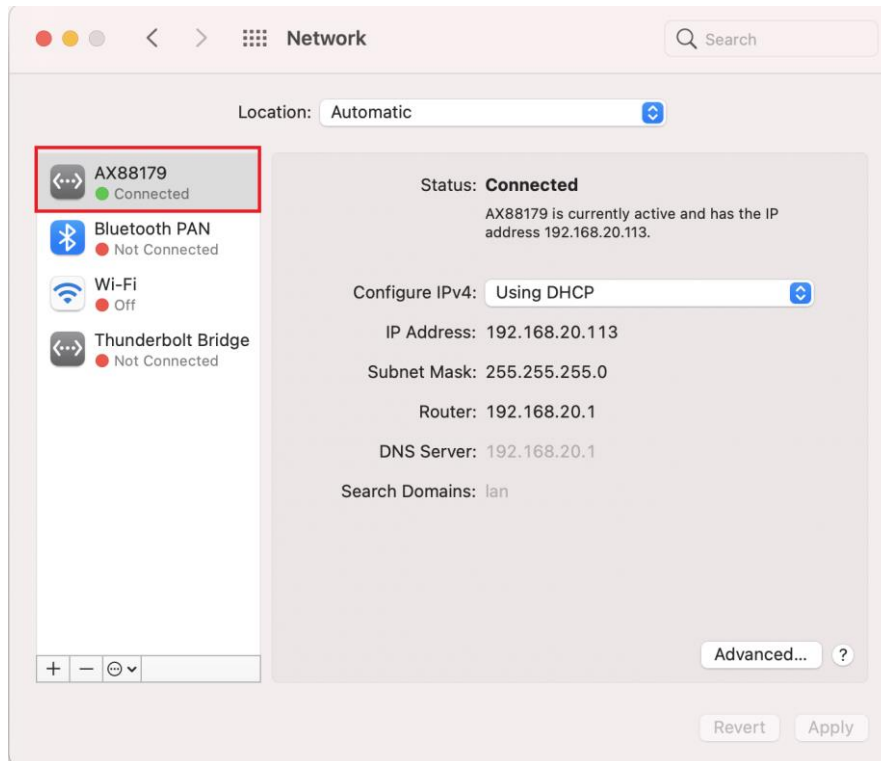 Network
Search
Location: Automatic
AX88179
Connected
Bluetooth PAN
Not Connected
Wi-Fi
Off
Thunderbolt Bridge
Not Connected
Status: Connected
AX88179 is currently active and has the IP
address 192.168.20.113.
Configure IPv4: Using DHCP
IP Address: 192.168.20.113
Subnet Mask: 255.255.255.0
Router: 192.168.20.1
DNS Server: 192.168.20.1
Search Domains: lan
Advanced... ?
Revert Apply